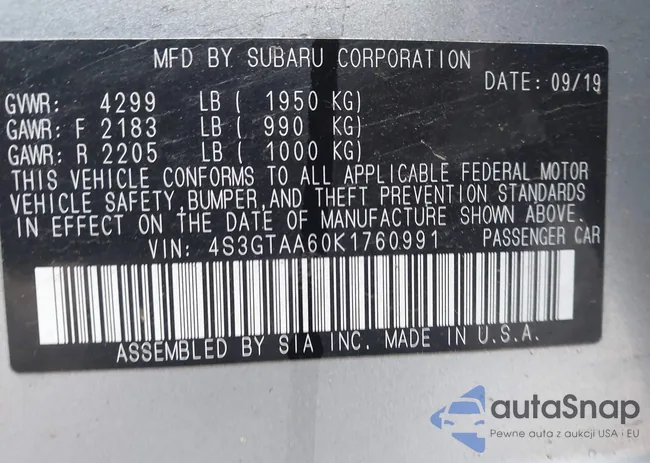 MFD BY SUBARU CORPORATION
DATE: 09/19
GVWR: 4299 LB ( 1950 KG)
GAWR: F 2183 LB ( 990 KG)
GAWR: R 2205 LB ( 1000 KG)
THIS VEHICLE CONFORMS TO ALL APPLICABLE FEDERAL MOTOR
VEHICLE SAFETY,BUMPER,AND THEFT PREVENTION STANDARDS
IN EFFECT ON THE DATE OF MANUFACTURE SHOWN ABOVE.
VIN: 4S3GTAA60K1760991 PASSENGER CAR
ASSEMBLED BY SIA INC. MADE IN U.S.A.
autaSnap
Pewne auta z aukcji USA i EU